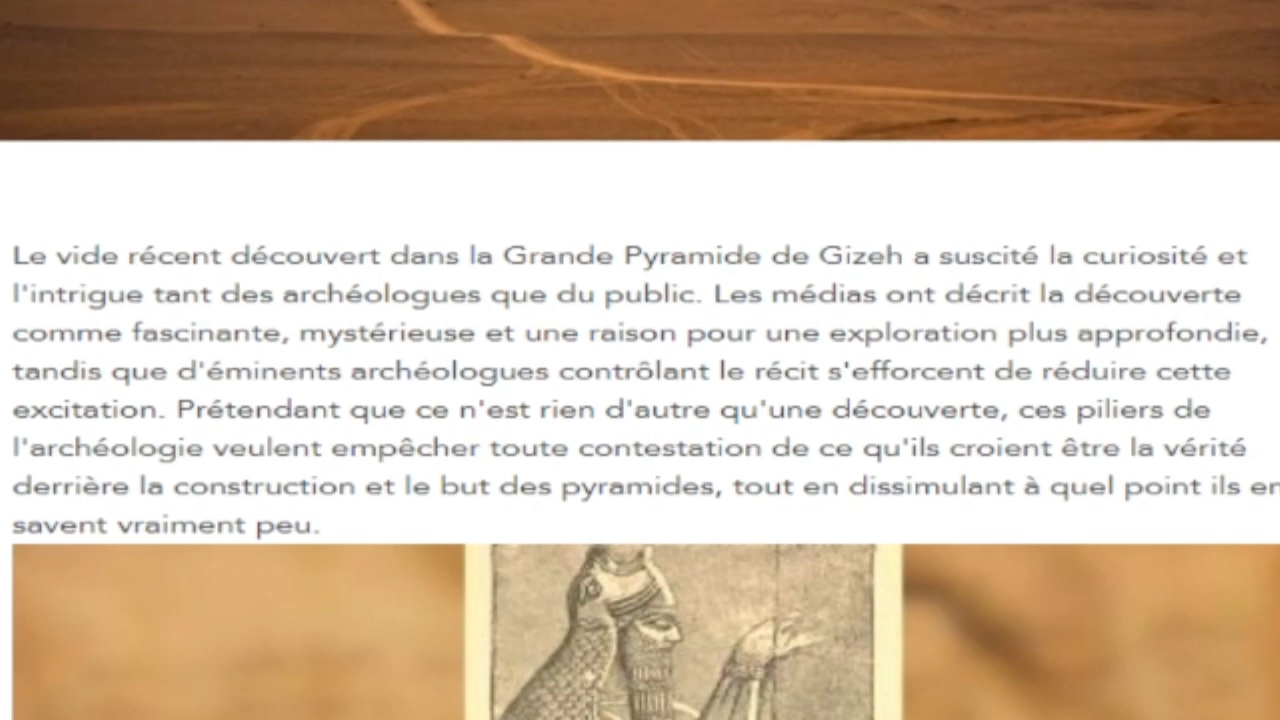 Le vide récent découvert dans la Grande Pyramide de Gizeh a suscité la curiosité et
l'intrigue tant des archéologues que du public. Les médias ont décrit la découverte
comme fascinante, mystérieuse et une raison pour une exploration plus approfondie,
tandis que d'éminents archéologues contrôlant le récit s'efforcent de réduire cette
excitation. Prétendant que ce n'est rien d'autre qu'une découverte, ces piliers de
l'archéologie veulent empêcher toute contestation de ce qu'ils croient être la vérité
derrière la construction et le but des pyramides, tout en dissimulant à quel point ils en
savent vraiment peu.